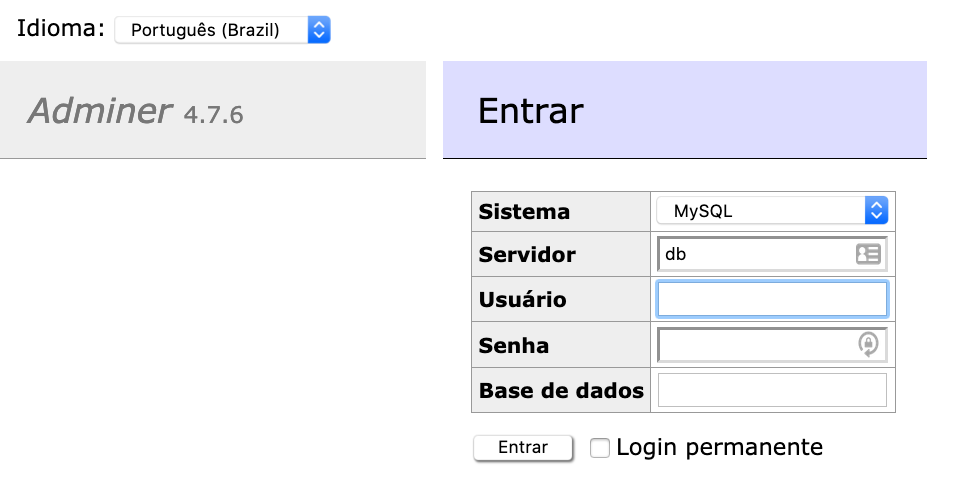 Idioma: Português (Brazil)
Adminer 4.7.6
Entrar
Sistema MySQL
Servidor db
Usuário
Senha
Base de dados
Entrar Login permanente